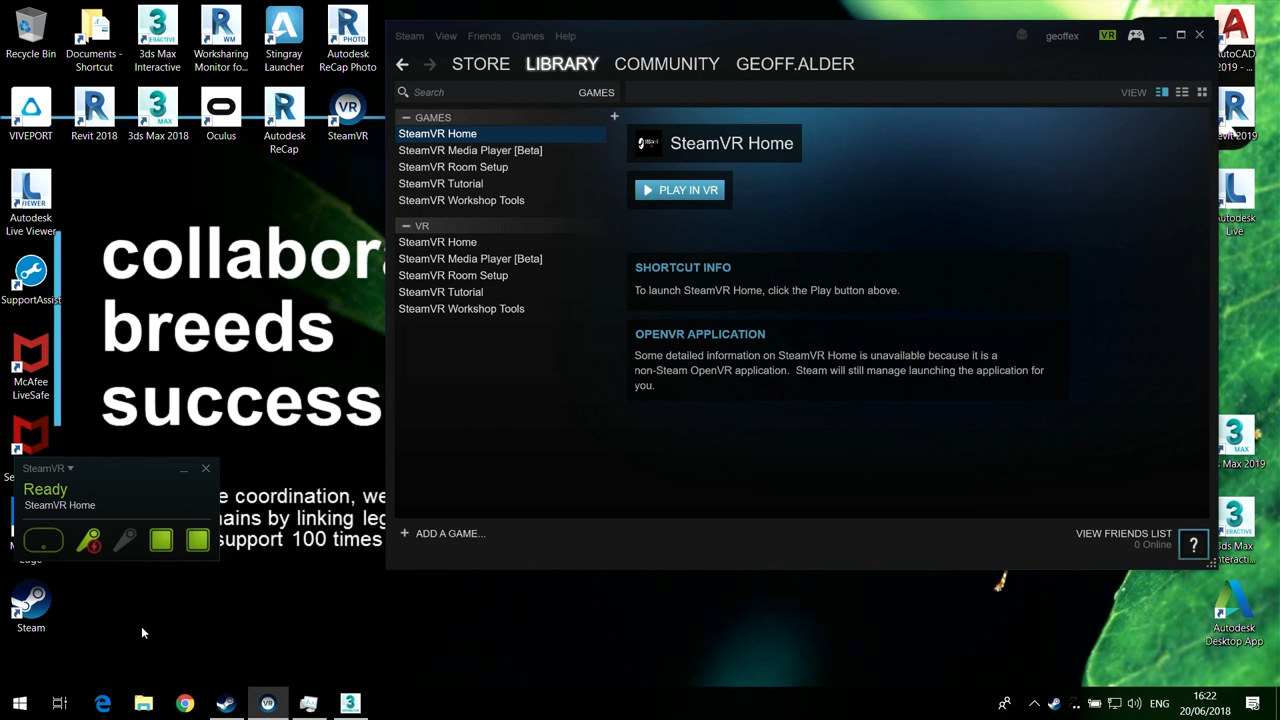 Recycle Bin
Documents -
Shortcut
3ds Max
Interactive
Worksharing
Monitor fo...
Stingray
Launcher
Autodesk
ReCap Photo
VIVEPORT
Revit 2018
3ds Max 2018
Oculus
Autodesk
ReCap
SteamVR
Autodesk
Live Viewer
SupportAssist
McAfee
LiveSafe
Steam
collabora
breeds
success
e coordination, we
ains by linking leg
support 100 times
SteamVR
Ready
SteamVR Home
Steam View Friends Games Help
geoffex
VR
STORE LIBRARY COMMUNITY GEOFF.ALDER
Search
GAMES
VIEW
GAMES
SteamVR Home
SteamVR Media Player [Beta]
SteamVR Room Setup
SteamVR Tutorial
SteamVR Workshop Tools
VR
SteamVR Home
SteamVR Media Player [Beta]
SteamVR Room Setup
SteamVR Tutorial
SteamVR Workshop Tools
SteamVR Home
PLAY IN VR
SHORTCUT INFO
To launch SteamVR Home, click the Play button above.
OPENVR APPLICATION
Some detailed information on SteamVR Home is unavailable because it is a
non-Steam OpenVR application. Steam will still manage launching the application for
you.
+ ADD A GAME...
VIEW FRIENDS LIST
0 Online
?
AutoCAD
2019 - ...
Revit 2019
Autodesk
Live
ds Max 2019
3ds Max
Interacti...
Autodesk
Desktop App
ENG
16:22
20/06/2018